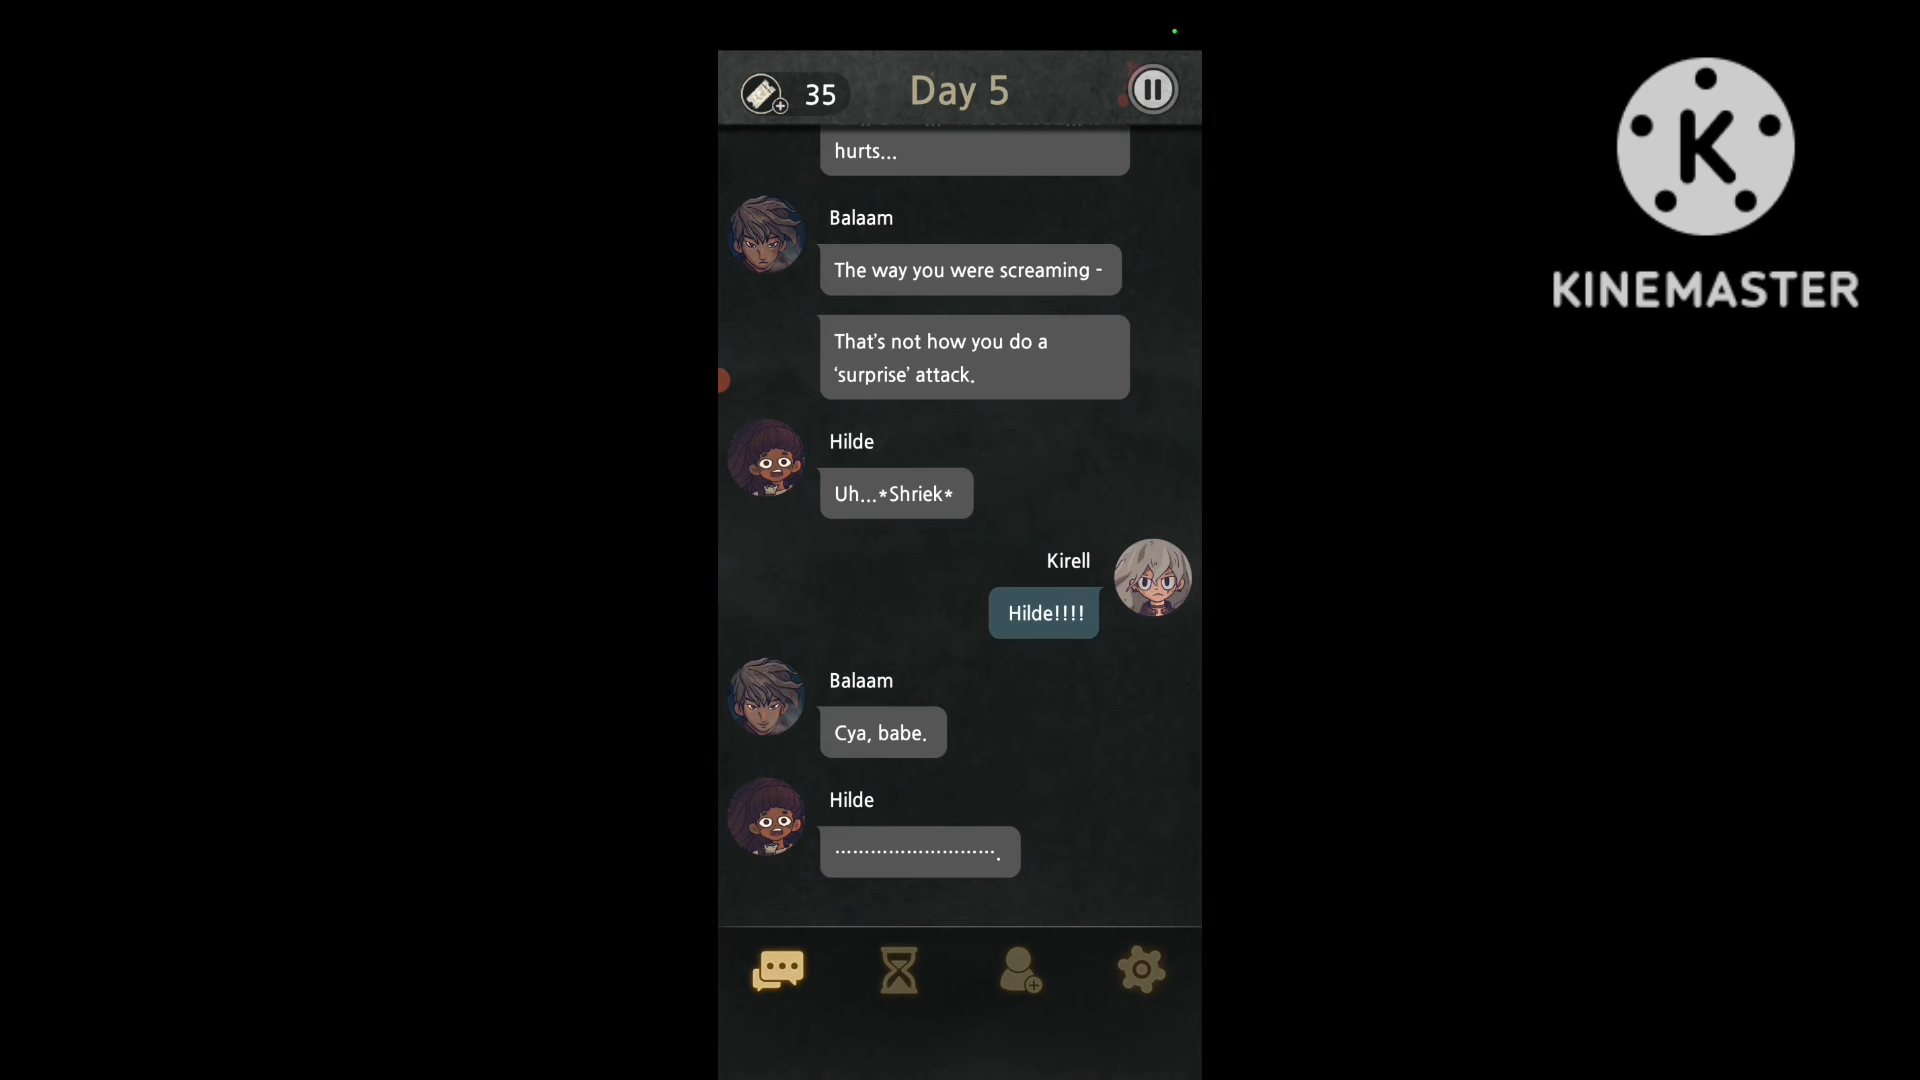 35
Day 5
hurts...
Balaam
The way you were screaming -
That's not how you do a
‘surprise’ attack.
Hilde
Uh...*Shriek*
Kirell
Hilde!!!!
Balaam
Cya, babe.
Hilde
...........................
K
KINEMASTER